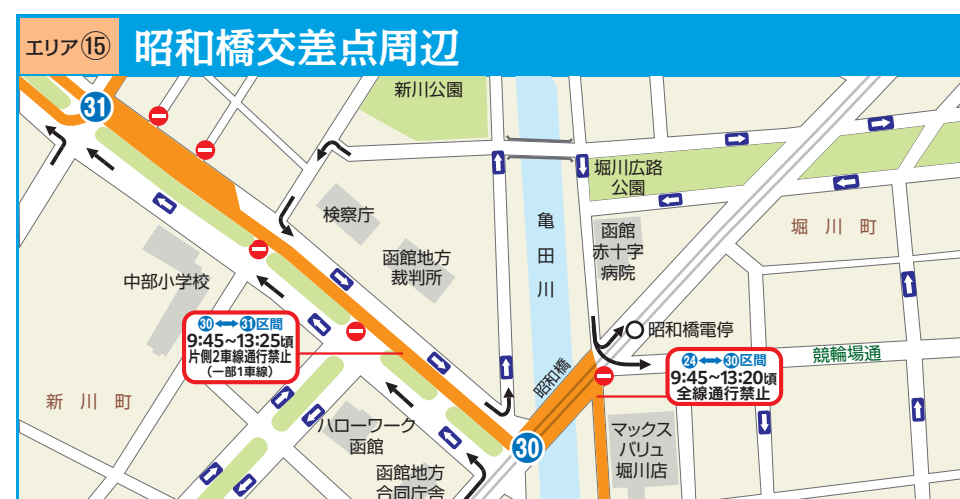 エリア⑮ 昭和橋交差点周辺
31
新川公園
堀川広路
公園
検察庁
亀田川
函館
赤十字
病院
堀川町
函館地方
裁判所
中部小学校
30⟷31区間
9:45~13:25頃
片側2車線通行禁止
(一部1車線)
昭和橋電停
競輪場通
24⟷30区間
9:45~13:20頃
全線通行禁止
昭和橋
新川町
ハローワーク
函館
30
マックス
バリュ
堀川店
函館地方
合同庁舎